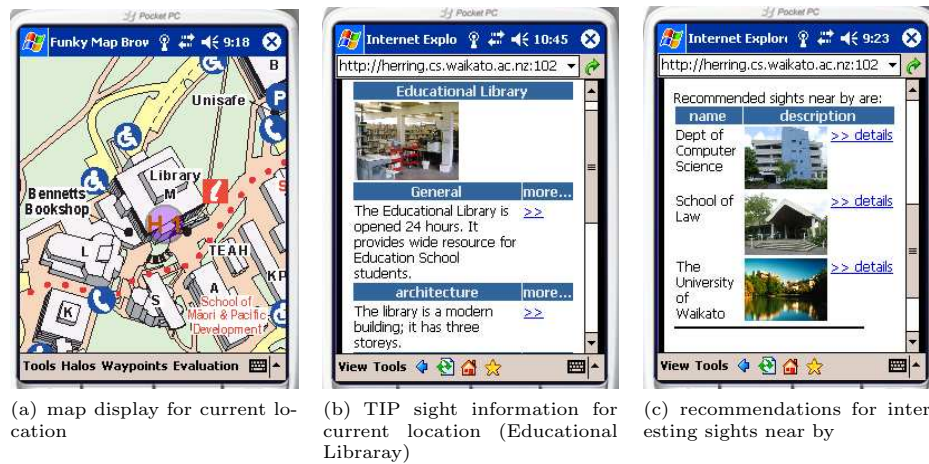 Pocket PC
Funky Map Brov 9:18
B
Unisafe
P
Library
M
Bennetts
Bookshop
i
H 1
L
TEAH
KP
S
A
K
School of
Māori & Pacific
Development
Tools Halos Waypoints Evaluation
(a) map display for current lo-
cation
Pocket PC
Internet Explo 10:45
http://herring.cs.waikato.ac.nz:102
Educational Library
General more...
The Educational Library is >>
opened 24 hours. It
provides wide resource for
Education School
students.
architecture more...
The library is a modern >>
building; it has three
storeys.
View Tools
(b) TIP sight information for
current location (Educational
Libraray)
Pocket PC
Internet Explor 9:23
http://herring.cs.waikato.ac.nz:102
Recommended sights near by are:
name description
Dept of >> details
Computer
Science
School of >> details
Law
The >> details
University
of
Waikato
View Tools
(c) recommendations for inter
esting sights near by